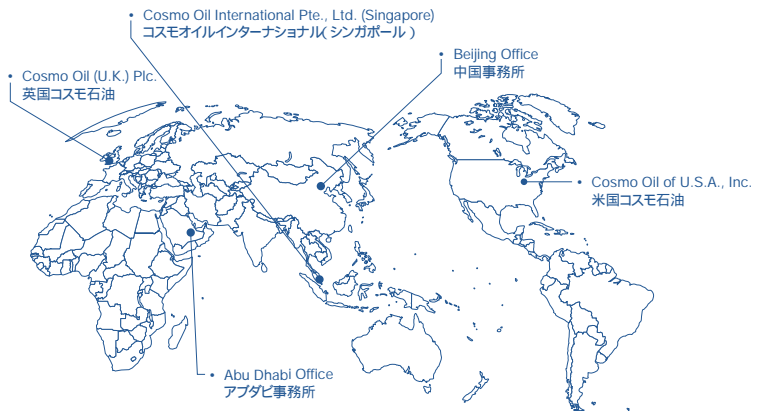 • Cosmo Oil International Pte., Ltd. (Singapore)
コスモオイルインターナショナル( シンガポール )
• Beijing Office
中国事務所
• Cosmo Oil (U.K.) Plc.
英国コスモ石油
• Cosmo Oil of U.S.A., Inc.
米国コスモ石油
• Abu Dhabi Office
アブダビ事務所